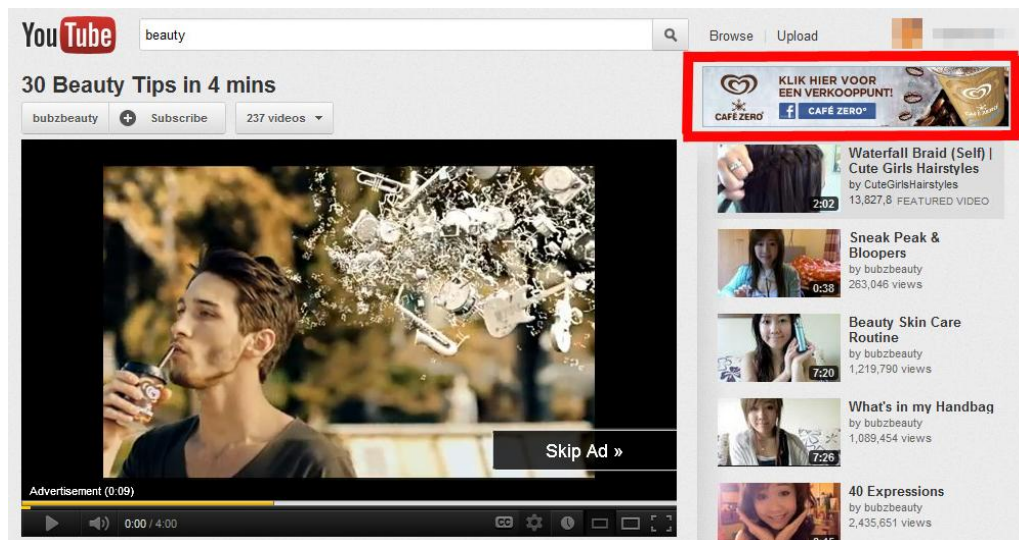 YouTube
beauty
Browse
Upload
30 Beauty Tips in 4 mins
bubzbeauty
Subscribe
237 videos
KLIK HIER VOOR
EEN VERKOOPPUNT!
CAFÉ ZERO°
f CAFÉ ZERO°
Skip Ad »
Advertisement (0:09)
0:00 / 4:00
CC
2:02
Waterfall Braid (Self) |
Cute Girls Hairstyles
by CuteGirlsHairstyles
13,827,8 FEATURED VIDEO
0:38
Sneak Peak &
Bloopers
by bubzbeauty
263,046 views
7:20
Beauty Skin Care
Routine
by bubzbeauty
1,219,790 views
7:26
What's in my Handbag
by bubzbeauty
1,089,454 views
40 Expressions
by bubzbeauty
2,435,651 views